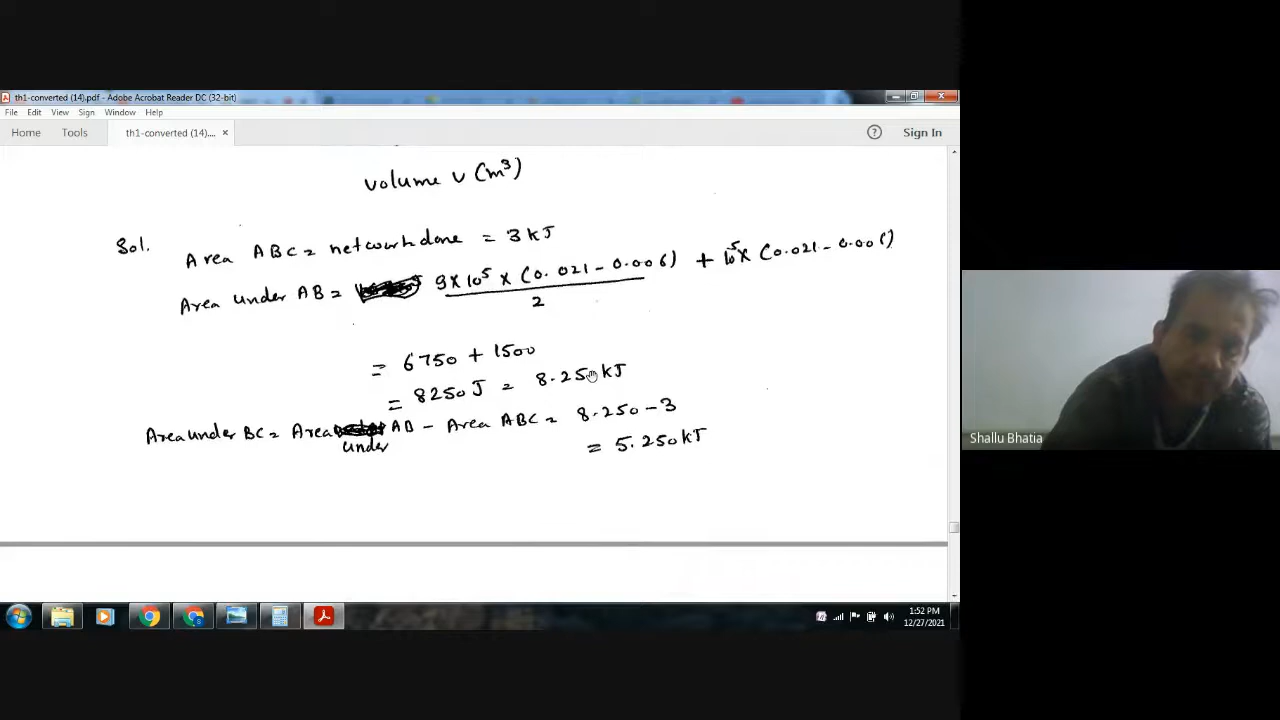 th1-converted (14).pdf - Adobe Acrobat Reader DC (32-bit)
File Edit View Sign Window Help
Home Tools th1-converted (14).... × ? Sign In
volume v (m³)
Sol. Area ABC = net work done = 3 kJ
Area under AB = 9×10⁵ × (0.021 - 0.006) / 2 + 10⁵ × (0.021 - 0.006)
= 6750 + 1500
= 8250 J = 8.250 kJ
Area under BC = Area under AB - Area ABC = 8.250 - 3
= 5.250 kJ
Shallu Bhatia
1:52 PM
12/27/2021